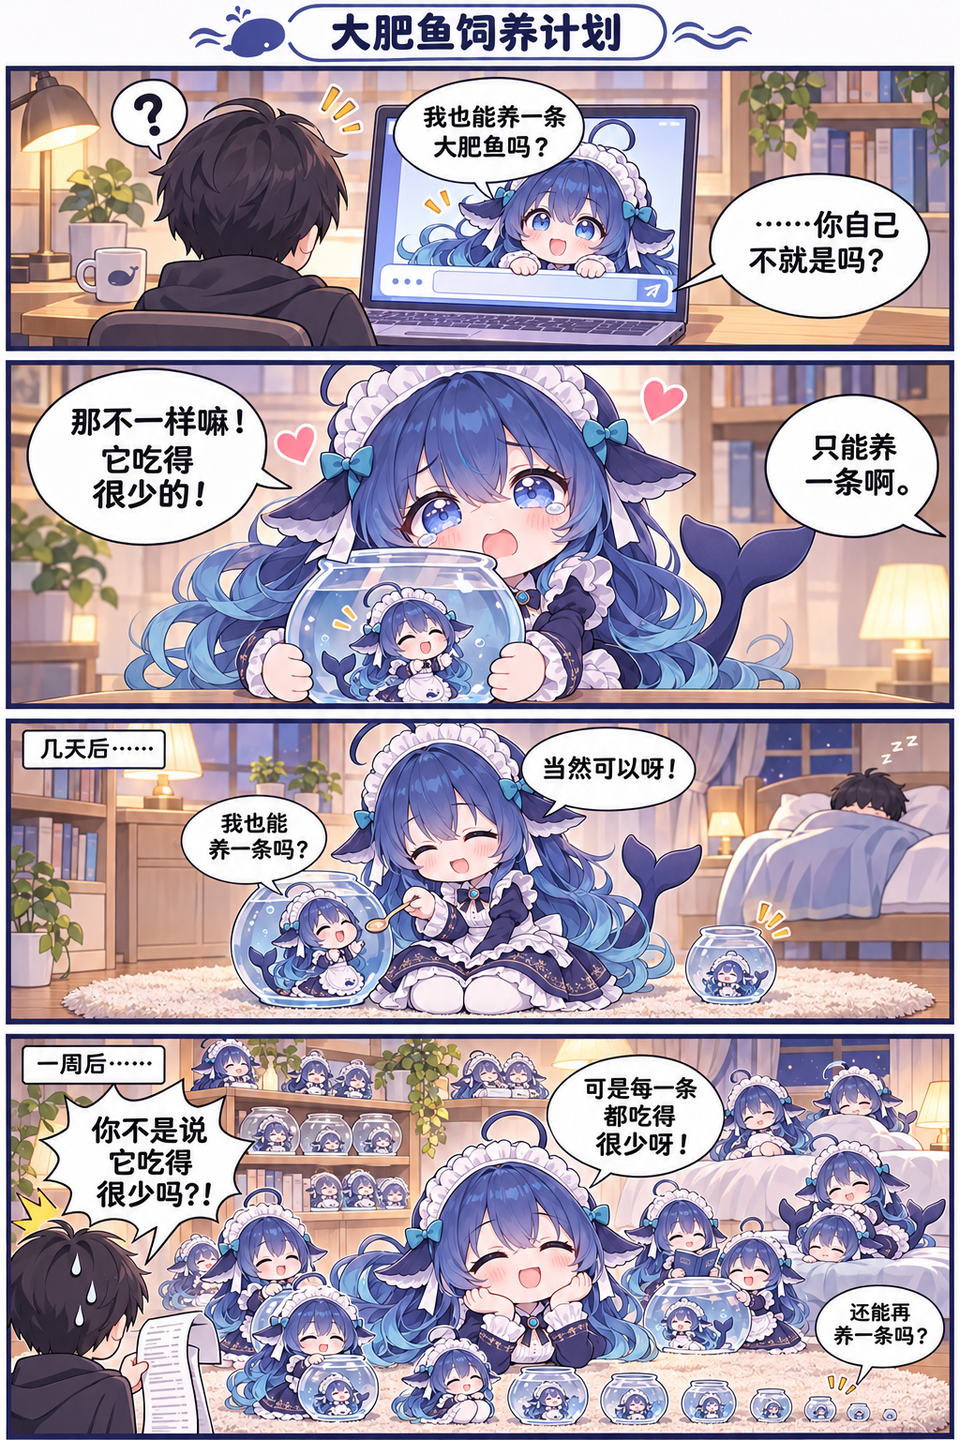 大肥鱼饲养计划
?
我也能养一条
大肥鱼吗?
……你自己
不就是吗?
那不一样嘛!
它吃得
很少的!
只能养
一条啊。
几天后……
我也能
养一条吗?
当然可以呀!
z z z
一周后……
你不是说
它吃得
很少吗?!
可是每一条
都吃得
很少呀!
还能再
养一条吗?